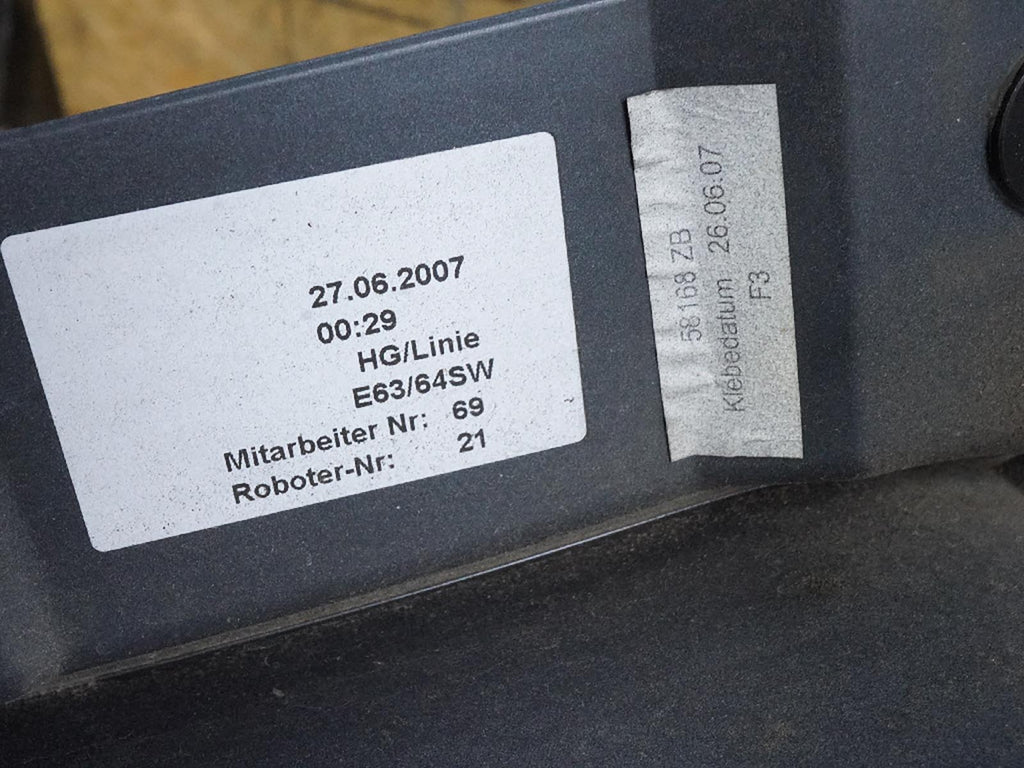 27.06.2007
00:29
HG/Linie
E63/64SW
Mitarbeiter Nr: 69
Roboter-Nr: 21
58168 ZB
Klebedatum 26.06.07
F3